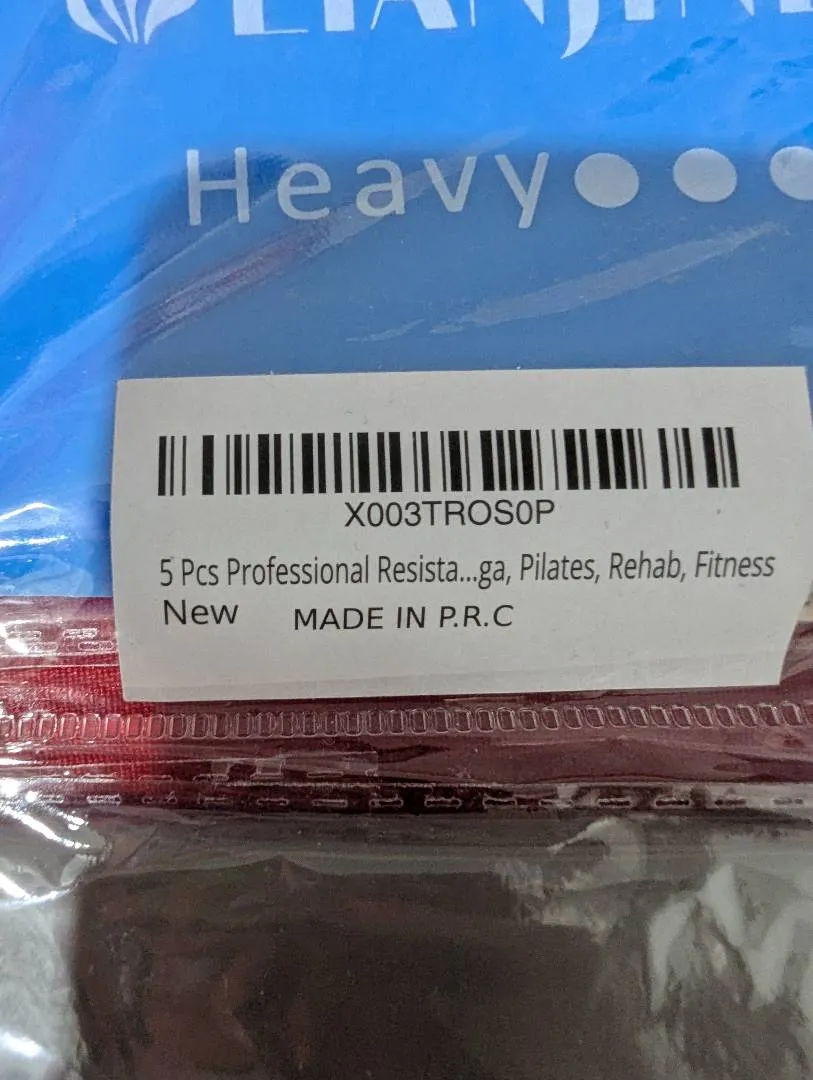 Heavy
X003TROS0P
5 Pcs Professional Resista...ga, Pilates, Rehab, Fitness
New MADE IN P.R.C